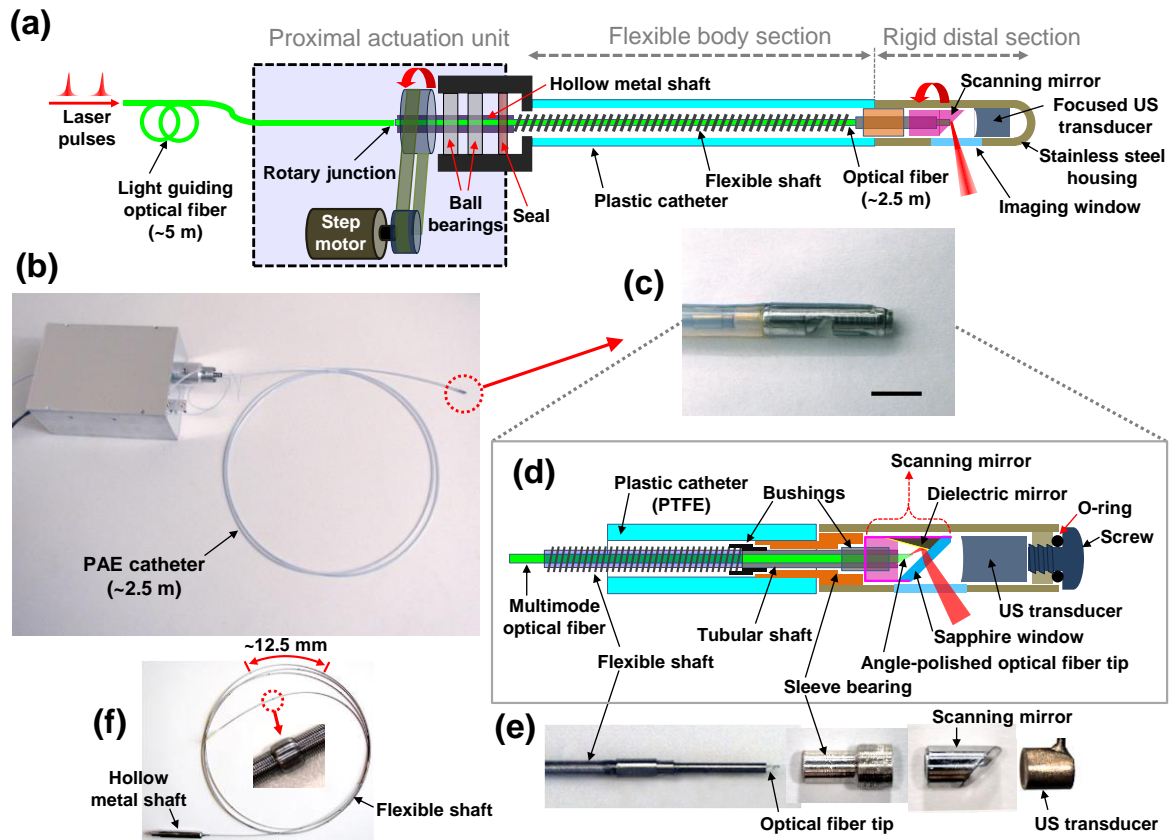 (a)
Proximal actuation unit
Flexible body section
Rigid distal section
Laser
pulses
Light guiding
optical fiber
(~5 m)
Rotary junction
Step
motor
Ball
bearings
Seal
Hollow metal shaft
Plastic catheter
Flexible shaft
Optical fiber
(~2.5 m)
Scanning mirror
Focused US
transducer
Stainless steel
housing
Imaging window
(b)
PAE catheter
(~2.5 m)
(c)
(d)
Plastic catheter
(PTFE)
Bushings
Scanning mirror
Dielectric mirror
O-ring
Screw
Multimode
optical fiber
Flexible shaft
Tubular shaft
Sleeve bearing
US transducer
Sapphire window
Angle-polished optical fiber tip
(e)
Optical fiber tip
Scanning mirror
US transducer
(f)
~12.5 mm
Hollow
metal shaft
Flexible shaft